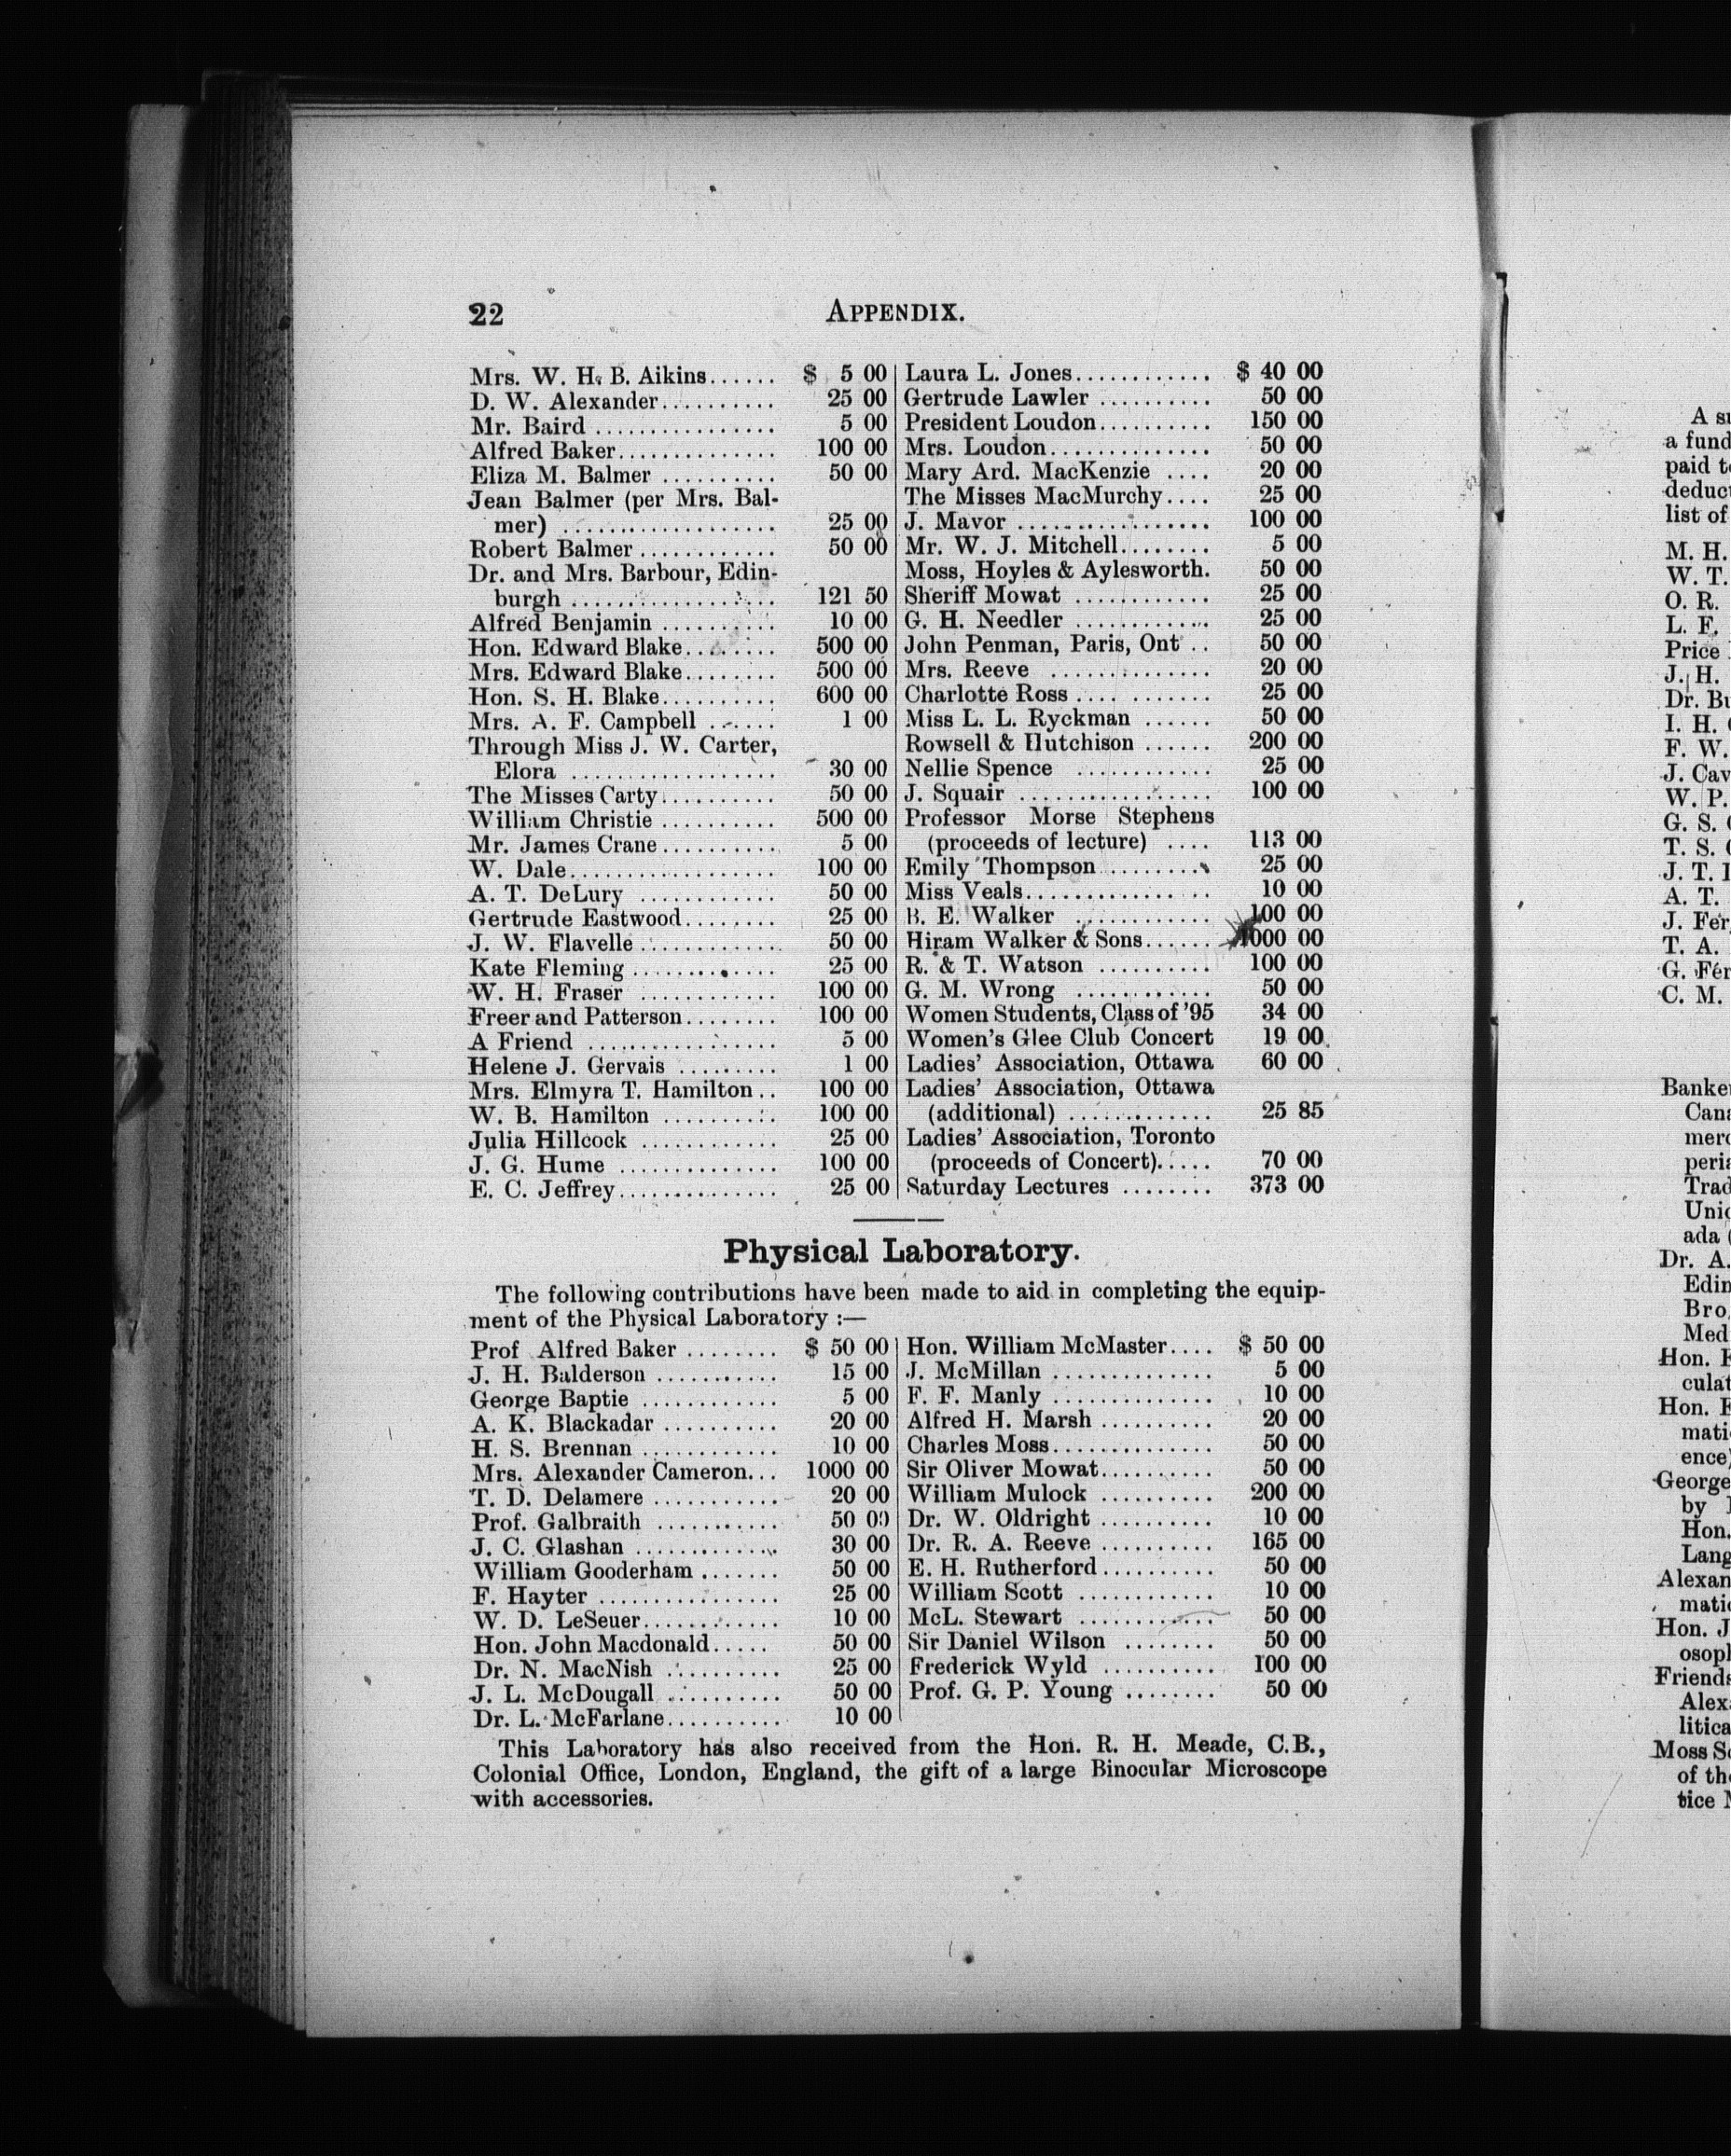 22 APPENDIX.
Mrs. W. H. B. Aikins...... $ 5 00
D. W. Alexander.......... 25 00
Mr. Baird ................ 5 00
Alfred Baker.............. 100 00
Eliza M. Balmer .......... 50 00
Jean Balmer (per Mrs. Bal-
mer) ................... 25 00
Robert Balmer ............ 50 00
Dr. and Mrs. Barbour, Edin-
burgh .................. 121 50
Alfred Benjamin .......... 10 00
Hon. Edward Blake........ 500 00
Mrs. Edward Blake........ 500 00
Hon. S. H. Blake.......... 600 00
Mrs. A. F. Campbell ...... 1 00
Through Miss J. W. Carter,
Elora .................. 30 00
The Misses Carty.......... 50 00
William Christie .......... 500 00
Mr. James Crane.......... 5 00
W. Dale.................. 100 00
A. T. DeLury ............ 50 00
Gertrude Eastwood........ 25 00
J. W. Flavelle ............ 50 00
Kate Fleming ............ 25 00
W. H. Fraser ............ 100 00
Freer and Patterson........ 100 00
A Friend ................ 5 00
Helene J. Gervais ......... 1 00
Mrs. Elmyra T. Hamilton.. 100 00
W. B. Hamilton .......... 100 00
Julia Hillcock ............ 25 00
J. G. Hume .............. 100 00
E. C. Jeffrey.............. 25 00
Laura L. Jones............ $ 40 00
Gertrude Lawler .......... 50 00
President Loudon.......... 150 00
Mrs. Loudon.............. 50 00
Mary Ard. MacKenzie .... 20 00
The Misses MacMurchy.... 25 00
J. Mavor ................. 100 00
Mr. W. J. Mitchell........ 5 00
Moss, Hoyles & Aylesworth. 50 00
Sheriff Mowat ............ 25 00
G. H. Needler ............ 25 00
John Penman, Paris, Ont .. 50 00
Mrs. Reeve .............. 20 00
Charlotte Ross ............ 25 00
Miss L. L. Ryckman ...... 50 00
Rowsell & Hutchison ...... 200 00
Nellie Spence ............ 25 00
J. Squair ................. 100 00
Professor Morse Stephens
(proceeds of lecture) .... 113 00
Emily Thompson.......... 25 00
Miss Veals................ 10 00
B. E. Walker ............ 100 00
Hiram Walker & Sons...... 1000 00
R. & T. Watson .......... 100 00
G. M. Wrong ............ 50 00
Women Students, Class of '95 34 00
Women's Glee Club Concert 19 00
Ladies' Association, Ottawa 60 00
Ladies' Association, Ottawa
(additional) ............. 25 85
Ladies' Association, Toronto
(proceeds of Concert)..... 70 00
Saturday Lectures ........ 373 00
Physical Laboratory.
The following contributions have been made to aid in completing the equip-
ment of the Physical Laboratory :—
Prof Alfred Baker ........ $ 50 00
J. H. Balderson ........... 15 00
George Baptie ............ 5 00
A. K. Blackadar .......... 20 00
H. S. Brennan ............ 10 00
Mrs. Alexander Cameron... 1000 00
T. D. Delamere ........... 20 00
Prof. Galbraith ........... 50 00
J. C. Glashan ............. 30 00
William Gooderham ....... 50 00
F. Hayter ................ 25 00
W. D. LeSeuer............ 10 00
Hon. John Macdonald..... 50 00
Dr. N. MacNish .......... 25 00
J. L. McDougall .......... 50 00
Dr. L. McFarlane.......... 10 00
Hon. William McMaster.... $ 50 00
J. McMillan .............. 5 00
F. F. Manly .............. 10 00
Alfred H. Marsh .......... 20 00
Charles Moss.............. 50 00
Sir Oliver Mowat.......... 50 00
William Mulock .......... 200 00
Dr. W. Oldright .......... 10 00
Dr. R. A. Reeve .......... 165 00
E. H. Rutherford.......... 50 00
William Scott ............ 10 00
McL. Stewart ............ 50 00
Sir Daniel Wilson ........ 50 00
Frederick Wyld .......... 100 00
Prof. G. P. Young ........ 50 00
This Laboratory has also received from the Hon. R. H. Meade, C.B.,
Colonial Office, London, England, the gift of a large Binocular Microscope
with accessories.
A
a fund
paid
list of
M. H.
W. T.
O. R.
L. F.
Price
J. H.
Dr.
I. H.
F. W.
J.
W. P.
G. S.
T. S.
J. T.
A. T.
J.
T. A.
G.
C. M.
Dr. A.
Hon.
Hon.
George
by
Hon.
Hon. J
Moss
of